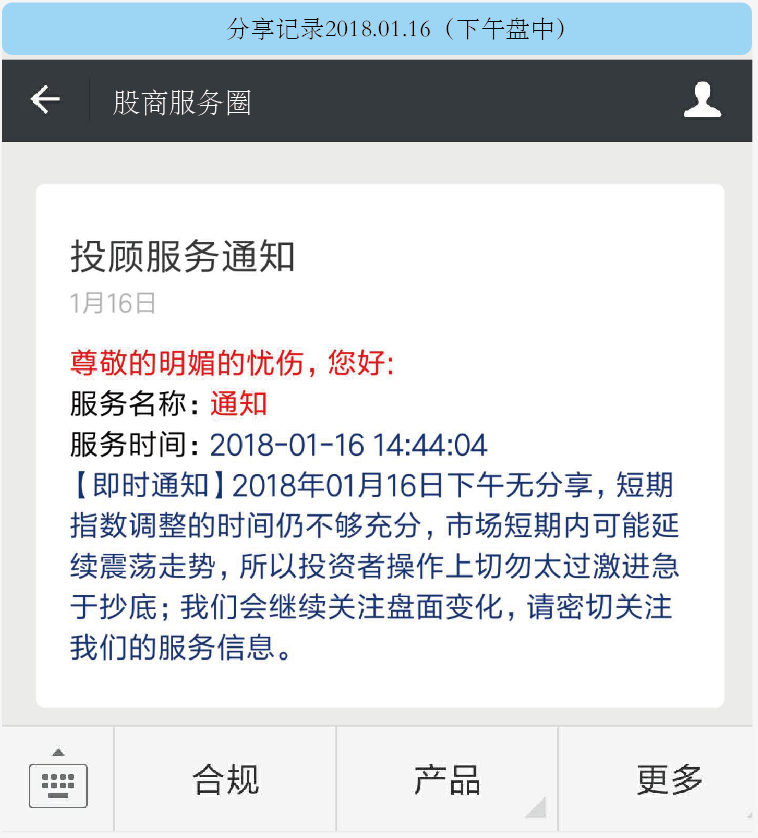 分享记录2018.01.16（下午盘中）
股商服务圈
投顾服务通知
1月16日
尊敬的明媚的忧伤，您好：
服务名称：通知
服务时间：2018-01-16 14:44:04
【即时通知】2018年01月16日下午无分享，短期
指数调整的时间仍不够充分，市场短期内可能延
续震荡走势，所以投资者操作上切勿太过激进急
于抄底；我们会继续关注盘面变化，请密切关注
我们的服务信息。
合规
产品
更多